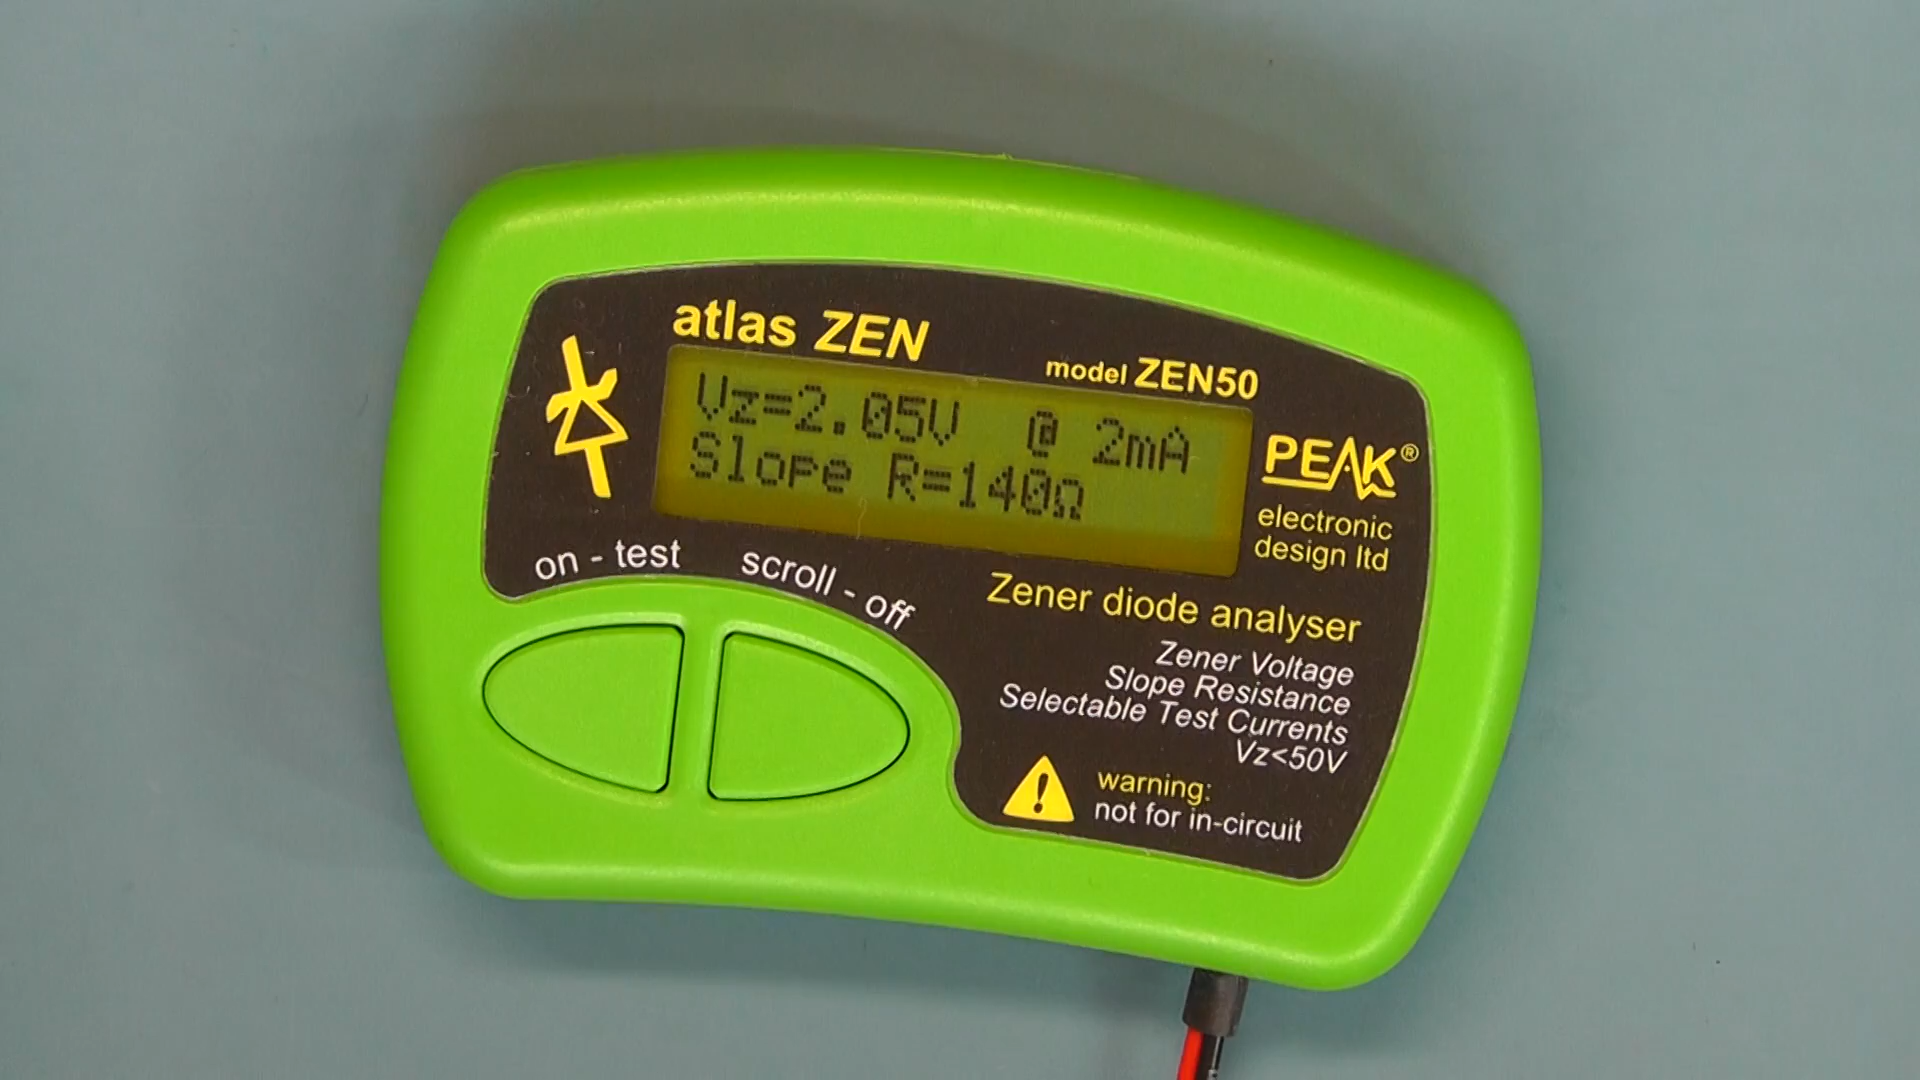 atlas ZEN
model ZEN50
Vz=2.05V @ 2mA
Slope R=140Ω
PEAK®
electronic
design ltd
on - test
scroll - off
Zener diode analyser
Zener Voltage
Slope Resistance
Selectable Test Currents
Vz<50V
warning:
not for in-circuit